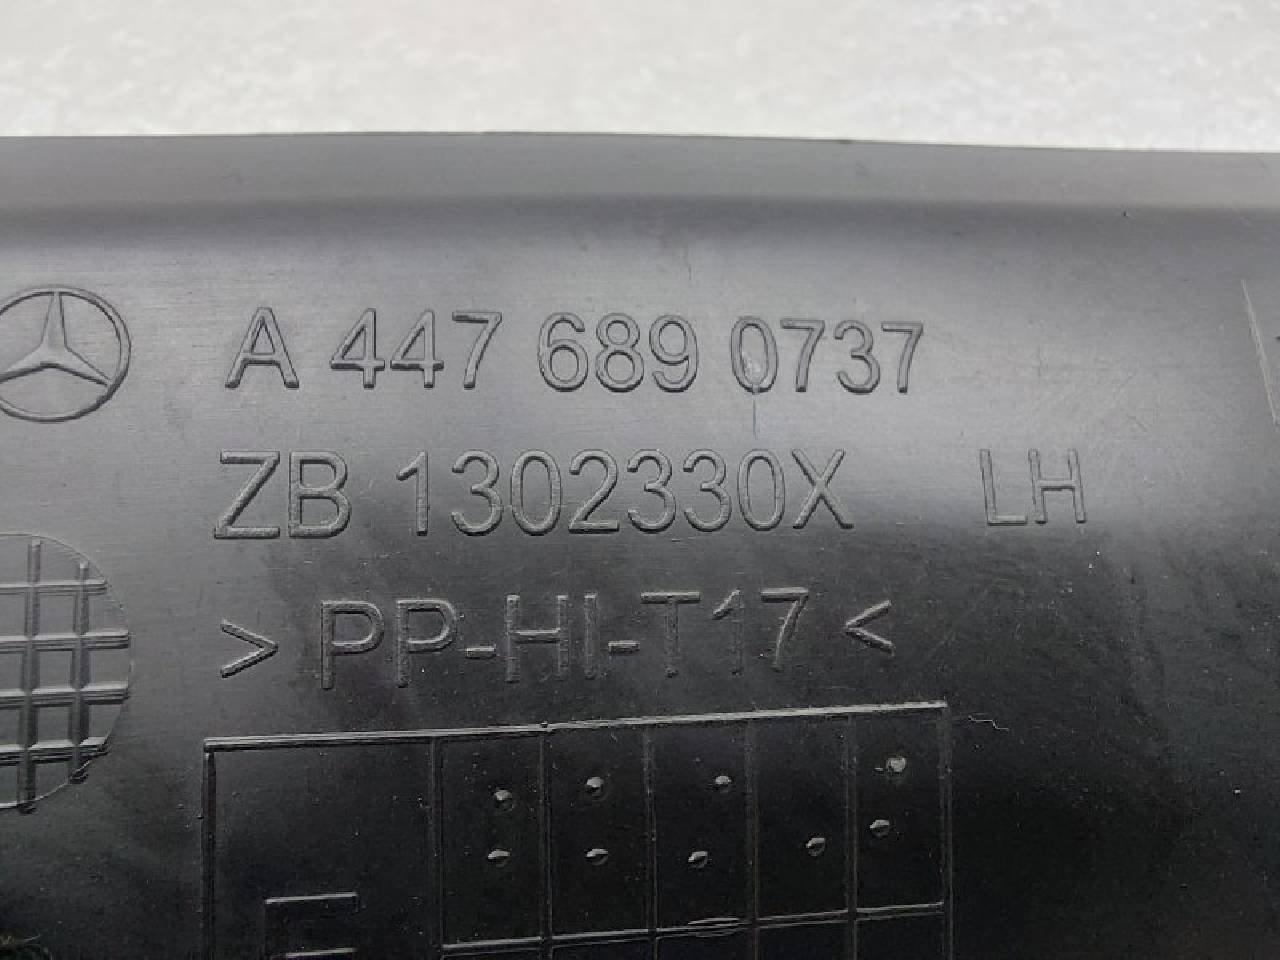 A 447 689 0737
ZB 1302330X LH
> PP-HI-T17 <